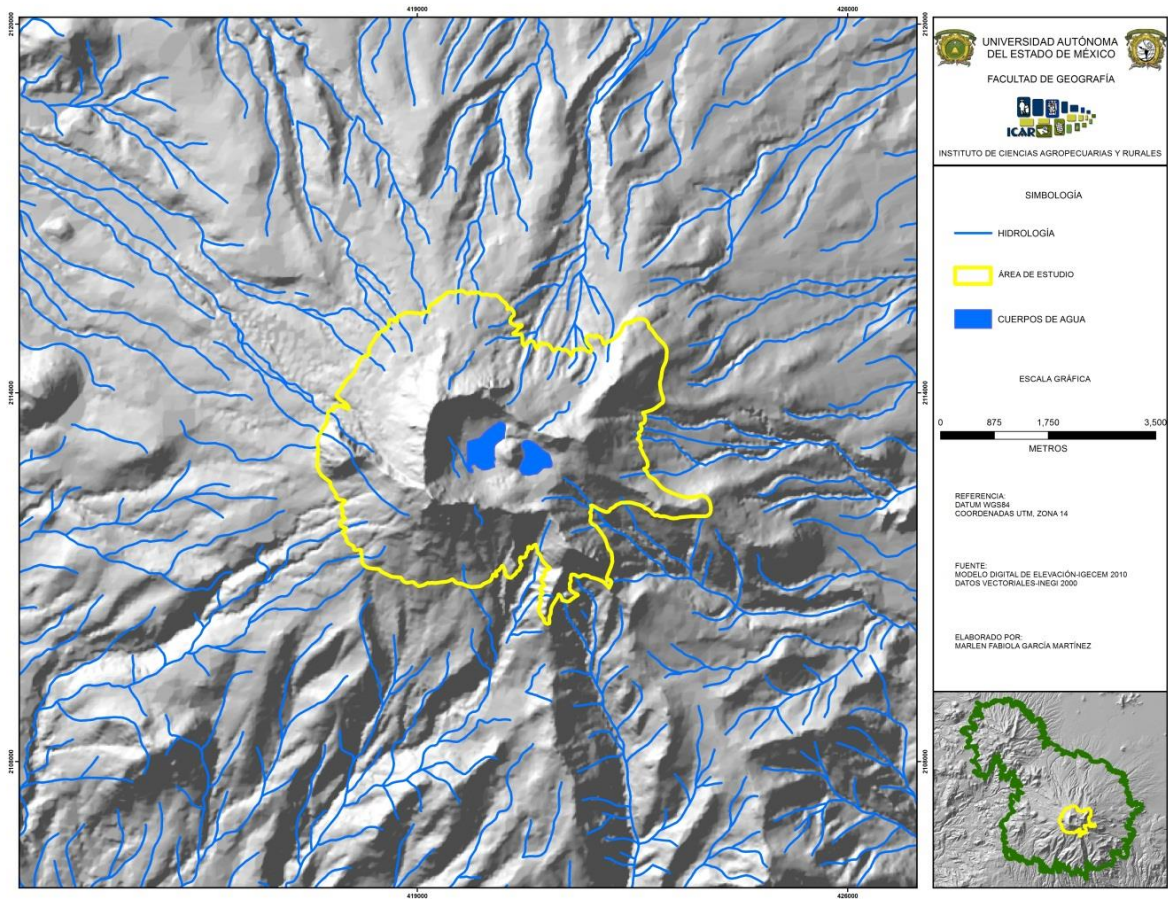 419000
426000
2120000
2120000
2114000
2114000
2108000
2108000
419000
426000
UNIVERSIDAD AUTÓNOMA
DEL ESTADO DE MÉXICO
FACULTAD DE GEOGRAFÍA
ICAR
INSTITUTO DE CIENCIAS AGROPECUARIAS Y RURALES
SIMBOLOGÍA
HIDROLOGÍA
ÁREA DE ESTUDIO
CUERPOS DE AGUA
ESCALA GRÁFICA
0 875 1,750 3,500
METROS
REFERENCIA:
DATUM WGS84
COORDENADAS UTM, ZONA 14
FUENTE:
MODELO DIGITAL DE ELEVACIÓN-IGECEM 2010
DATOS VECTORIALES-INEGI 2000
ELABORADO POR:
MARLEN FABIOLA GARCÍA MARTÍNEZ